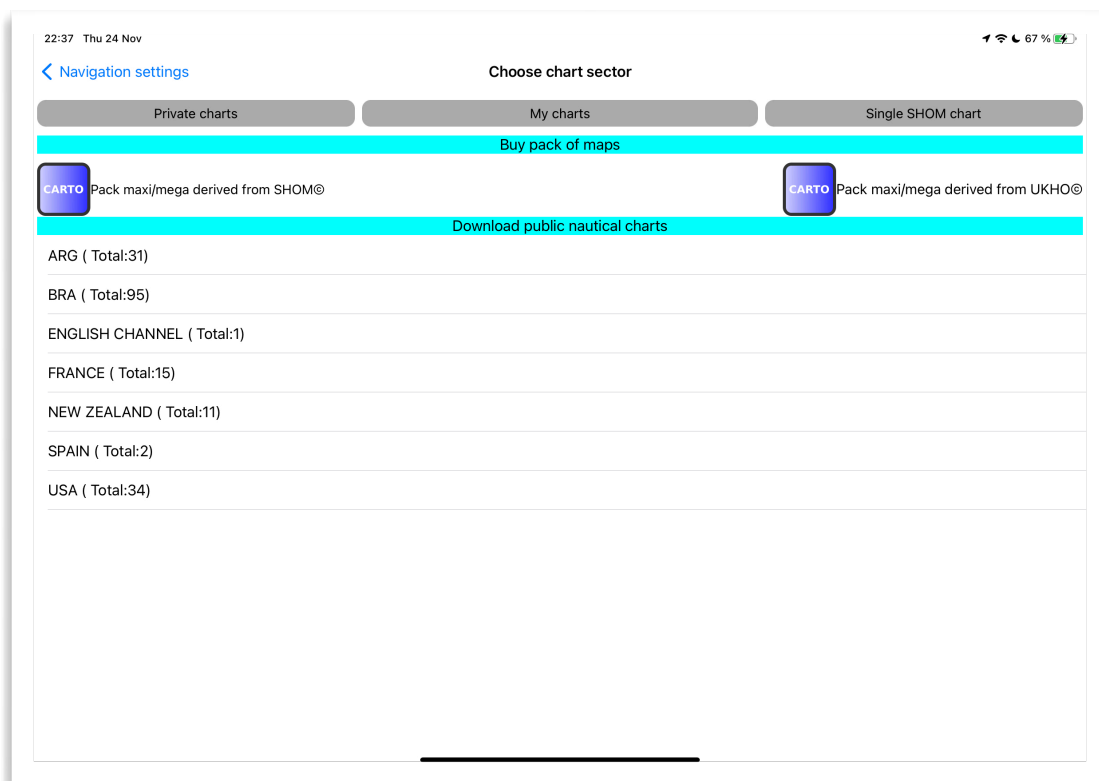 22:37 Thu 24 Nov 67 %
Navigation settings Choose chart sector
Private charts My charts Single SHOM chart
Buy pack of maps
CARTO Pack maxi/mega derived from SHOM© CARTO Pack maxi/mega derived from UKHO©
Download public nautical charts
ARG ( Total:31)
BRA ( Total:95)
ENGLISH CHANNEL ( Total:1)
FRANCE ( Total:15)
NEW ZEALAND ( Total:11)
SPAIN ( Total:2)
USA ( Total:34)